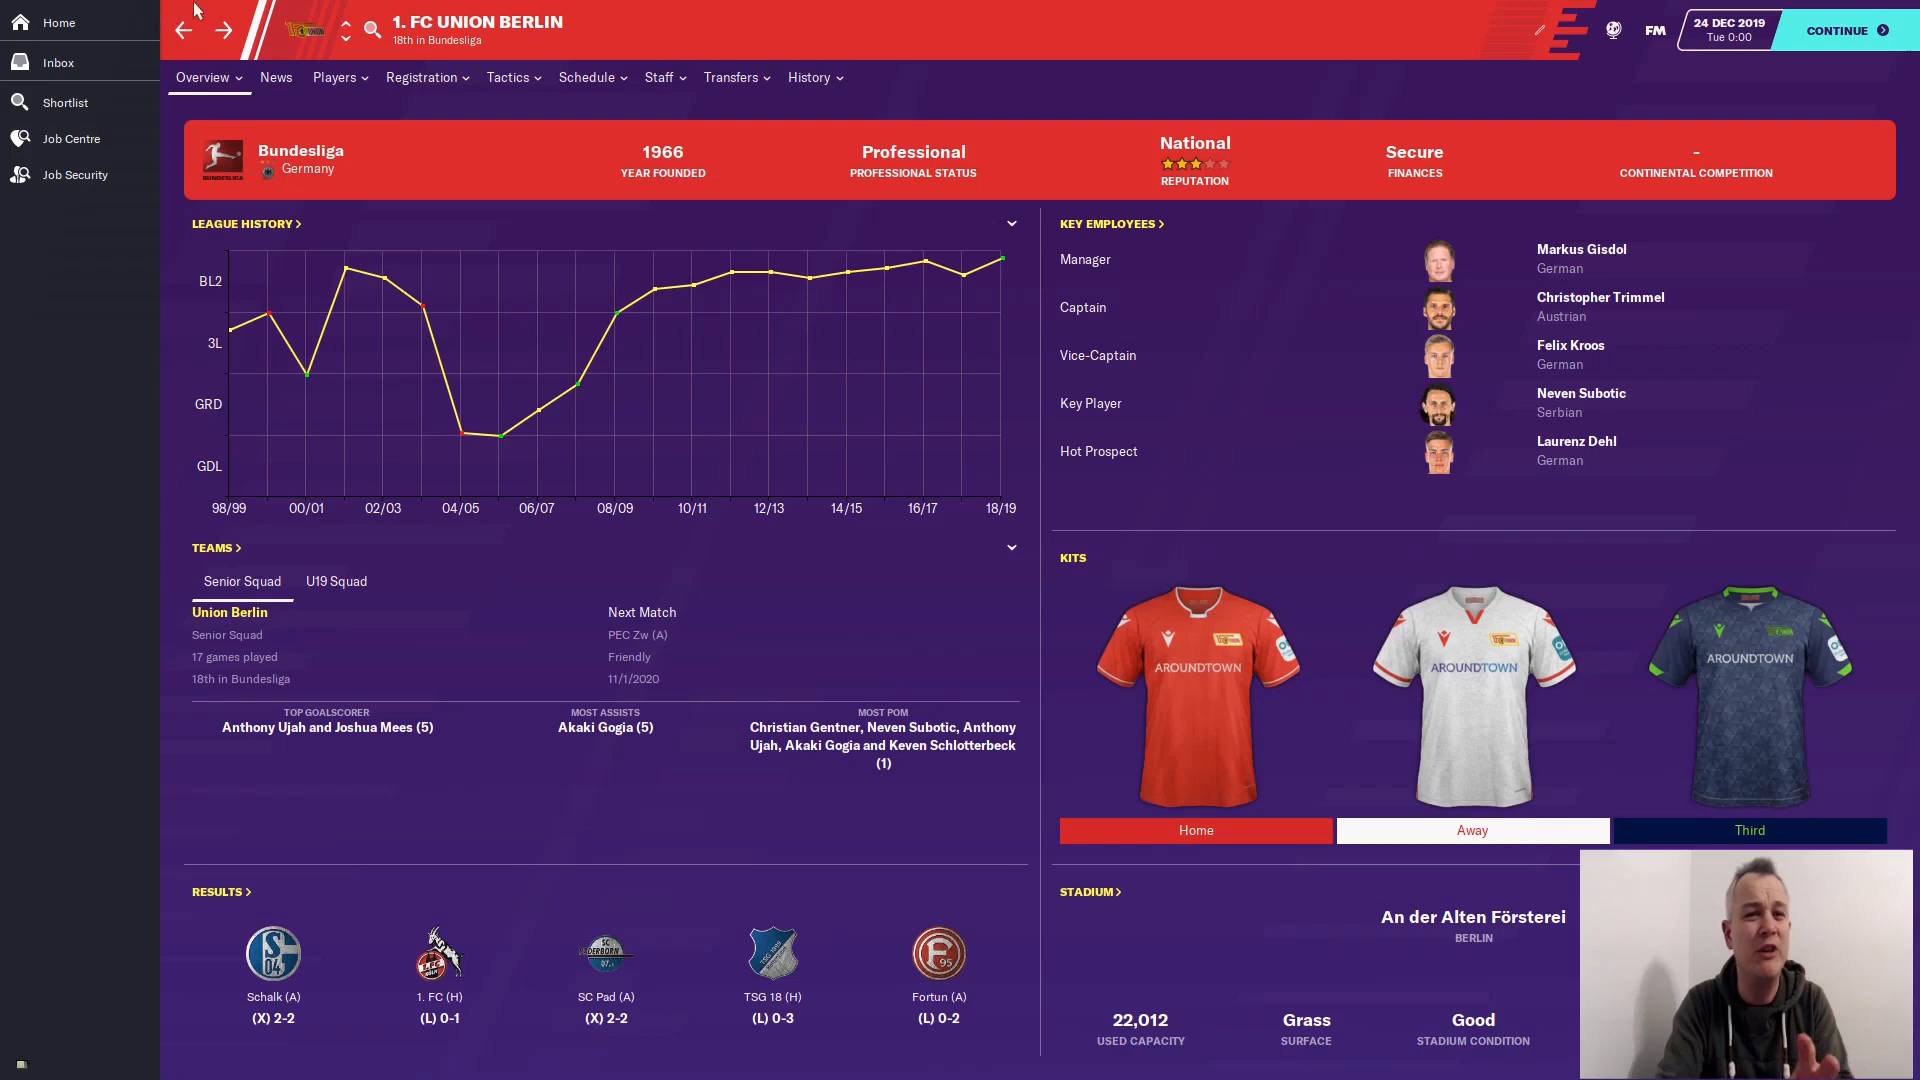 Home
Inbox
Shortlist
Job Centre
Job Security
1. FC UNION BERLIN
18th in Bundesliga
FM
24 DEC 2019
Tue 0:00
CONTINUE
Overview News Players Registration Tactics Schedule Staff Transfers History
Bundesliga
Germany
BUNDESLIGA
1966
YEAR FOUNDED
Professional
PROFESSIONAL STATUS
National
REPUTATION
Secure
FINANCES
-
CONTINENTAL COMPETITION
LEAGUE HISTORY >
BL2
3L
GRD
GDL
98/99 00/01 02/03 04/05 06/07 08/09 10/11 12/13 14/15 16/17 18/19
TEAMS >
Senior Squad U19 Squad
Union Berlin
Senior Squad
17 games played
18th in Bundesliga
Next Match
PEC Zw (A)
Friendly
11/1/2020
TOP GOALSCORER
Anthony Ujah and Joshua Mees (5)
MOST ASSISTS
Akaki Gogia (5)
MOST POM
Christian Gentner, Neven Subotic, Anthony
Ujah, Akaki Gogia and Keven Schlotterbeck
(1)
RESULTS >
Schalk (A)
(X) 2-2
1. FC (H)
(L) 0-1
SC Pad (A)
(X) 2-2
TSG 18 (H)
(L) 0-3
Fortun (A)
(L) 0-2
KEY EMPLOYEES >
Manager
Markus Gisdol
German
Captain
Christopher Trimmel
Austrian
Vice-Captain
Felix Kroos
German
Key Player
Neven Subotic
Serbian
Hot Prospect
Laurenz Dehl
German
KITS
AROUNDTOWN
AROUNDTOWN
AROUNDTOWN
Home
Away
Third
STADIUM >
An der Alten Försterei
BERLIN
22,012
USED CAPACITY
Grass
SURFACE
Good
STADIUM CONDITION